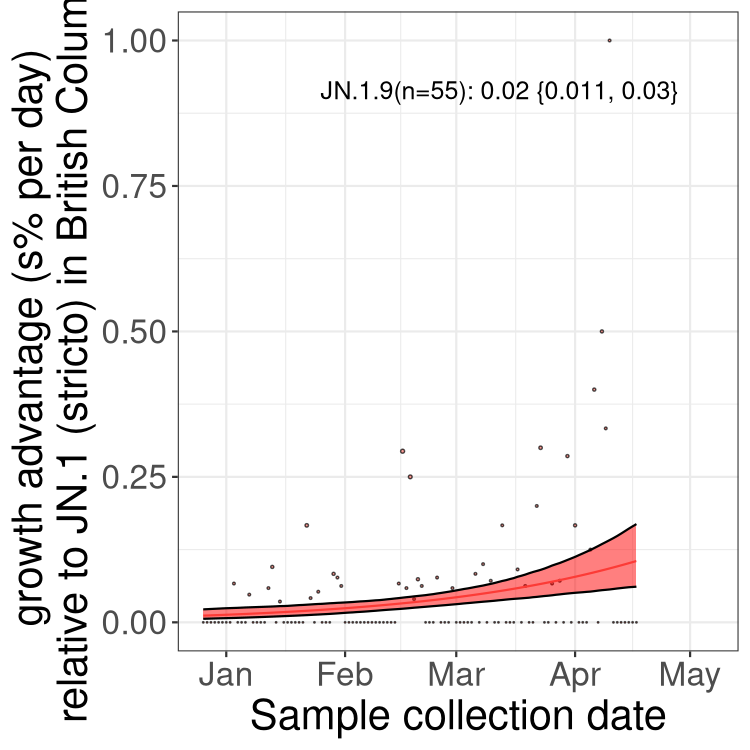 growth advantage (s% per day)
relative to JN.1 (stricto) in British Colum
1.00
0.75
0.50
0.25
0.00
JN.1.9(n=55): 0.02 {0.011, 0.03}
Jan Feb Mar Apr May
Sample collection date